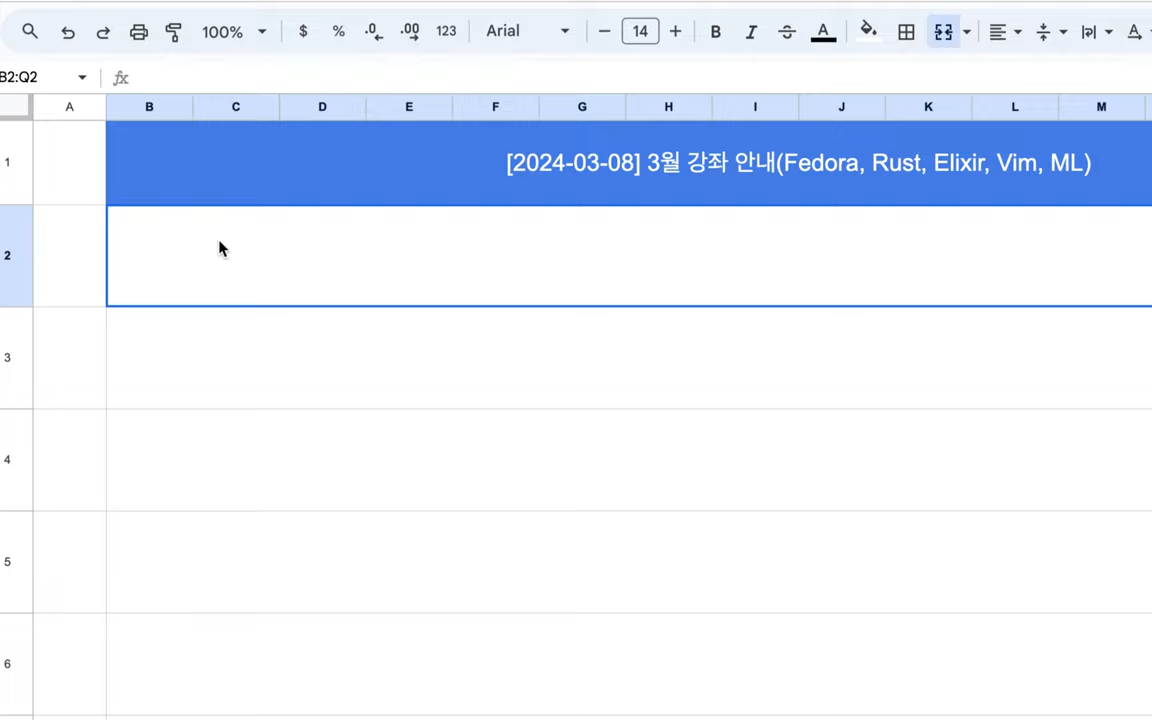 100% $ % .0 .00 123 Arial 14 B I A A
B2:Q2 fx
A B C D E F G H I J K L M
1 [2024-03-08] 3월 강좌 안내(Fedora, Rust, Elixir, Vim, ML)
2
3
4
5
6